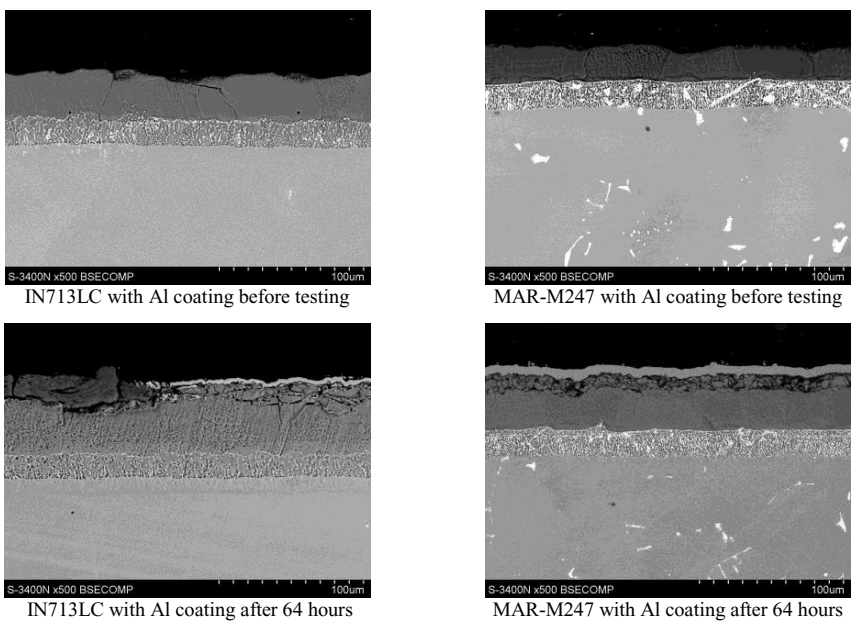 S-3400N x500 BSECOMP 100um
S-3400N x500 BSECOMP 100um
IN713LC with Al coating before testing
MAR-M247 with Al coating before testing
S-3400N x500 BSECOMP 100um
S-3400N x500 BSECOMP 100um
IN713LC with Al coating after 64 hours
MAR-M247 with Al coating after 64 hours